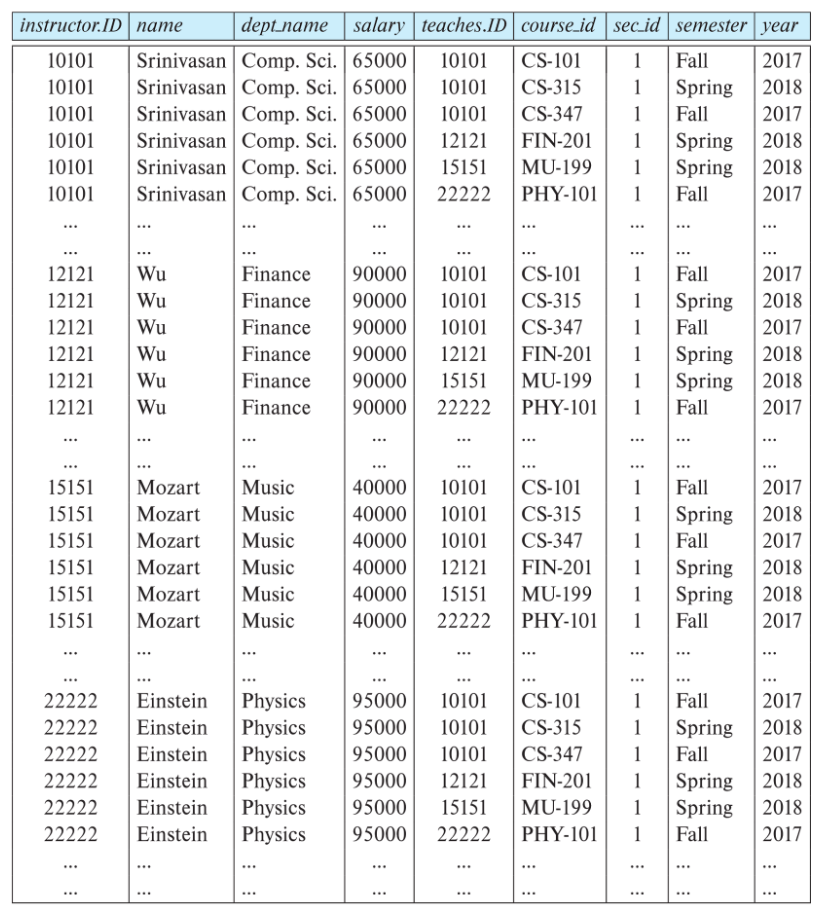 instructor.ID name dept_name salary teaches.ID course_id sec_id semester year
10101 Srinivasan Comp. Sci. 65000 10101 CS-101 1 Fall 2017
10101 Srinivasan Comp. Sci. 65000 10101 CS-315 1 Spring 2018
10101 Srinivasan Comp. Sci. 65000 10101 CS-347 1 Fall 2017
10101 Srinivasan Comp. Sci. 65000 12121 FIN-201 1 Spring 2018
10101 Srinivasan Comp. Sci. 65000 15151 MU-199 1 Spring 2018
10101 Srinivasan Comp. Sci. 65000 22222 PHY-101 1 Fall 2017
... ... ... ... ... ... ... ... ...
... ... ... ... ... ... ... ... ...
12121 Wu Finance 90000 10101 CS-101 1 Fall 2017
12121 Wu Finance 90000 10101 CS-315 1 Spring 2018
12121 Wu Finance 90000 10101 CS-347 1 Fall 2017
12121 Wu Finance 90000 12121 FIN-201 1 Spring 2018
12121 Wu Finance 90000 15151 MU-199 1 Spring 2018
12121 Wu Finance 90000 22222 PHY-101 1 Fall 2017
... ... ... ... ... ... ... ... ...
... ... ... ... ... ... ... ... ...
15151 Mozart Music 40000 10101 CS-101 1 Fall 2017
15151 Mozart Music 40000 10101 CS-315 1 Spring 2018
15151 Mozart Music 40000 10101 CS-347 1 Fall 2017
15151 Mozart Music 40000 12121 FIN-201 1 Spring 2018
15151 Mozart Music 40000 15151 MU-199 1 Spring 2018
15151 Mozart Music 40000 22222 PHY-101 1 Fall 2017
... ... ... ... ... ... ... ... ...
... ... ... ... ... ... ... ... ...
22222 Einstein Physics 95000 10101 CS-101 1 Fall 2017
22222 Einstein Physics 95000 10101 CS-315 1 Spring 2018
22222 Einstein Physics 95000 10101 CS-347 1 Fall 2017
22222 Einstein Physics 95000 12121 FIN-201 1 Spring 2018
22222 Einstein Physics 95000 15151 MU-199 1 Spring 2018
22222 Einstein Physics 95000 22222 PHY-101 1 Fall 2017
... ... ... ... ... ... ... ... ...
... ... ... ... ... ... ... ... ...